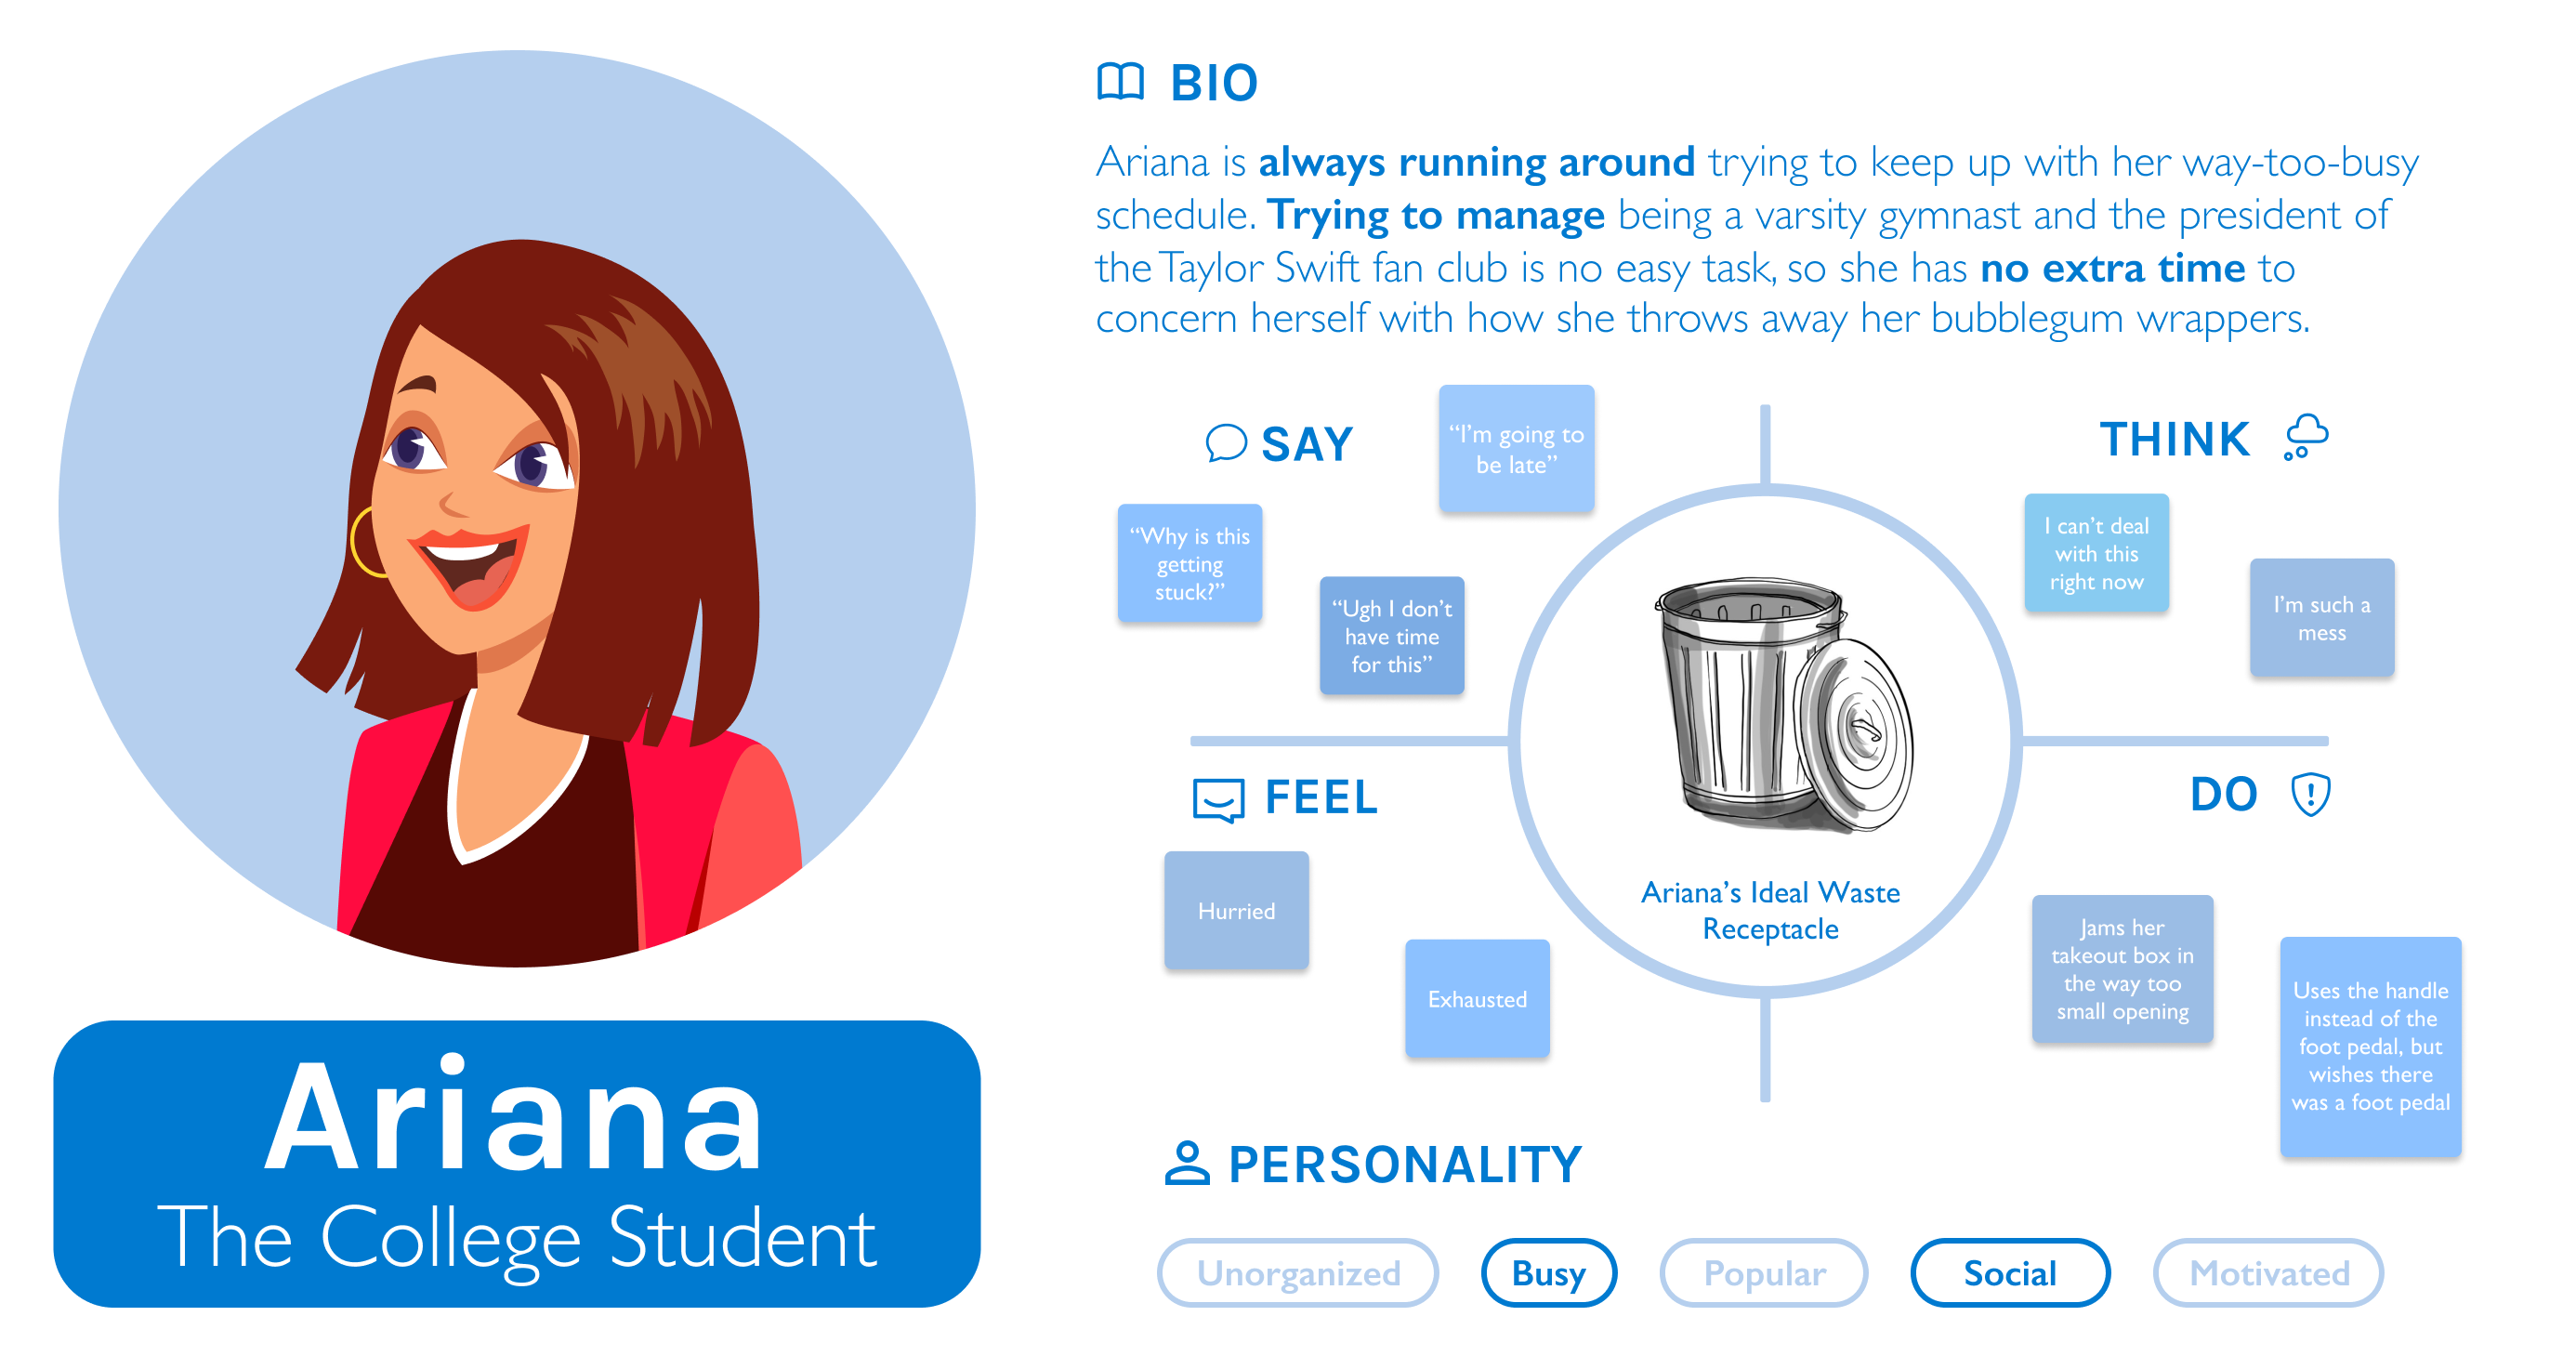 Ariana
The College Student
BIO
Ariana is always running around trying to keep up with her way-too-busy
schedule. Trying to manage being a varsity gymnast and the president of
the Taylor Swift fan club is no easy task, so she has no extra time to
concern herself with how she throws away her bubblegum wrappers.
SAY
“I’m going to
be late”
“Why is this
getting
stuck?”
“Ugh I don’t
have time
for this”
THINK
I can’t deal
with this
right now
I’m such a
mess
Ariana’s Ideal Waste
Receptacle
FEEL
Hurried
Exhausted
DO
Jams her
takeout box in
the way too
small opening
Uses the handle
instead of the
foot pedal, but
wishes there
was a foot pedal
PERSONALITY
Unorganized
Busy
Popular
Social
Motivated